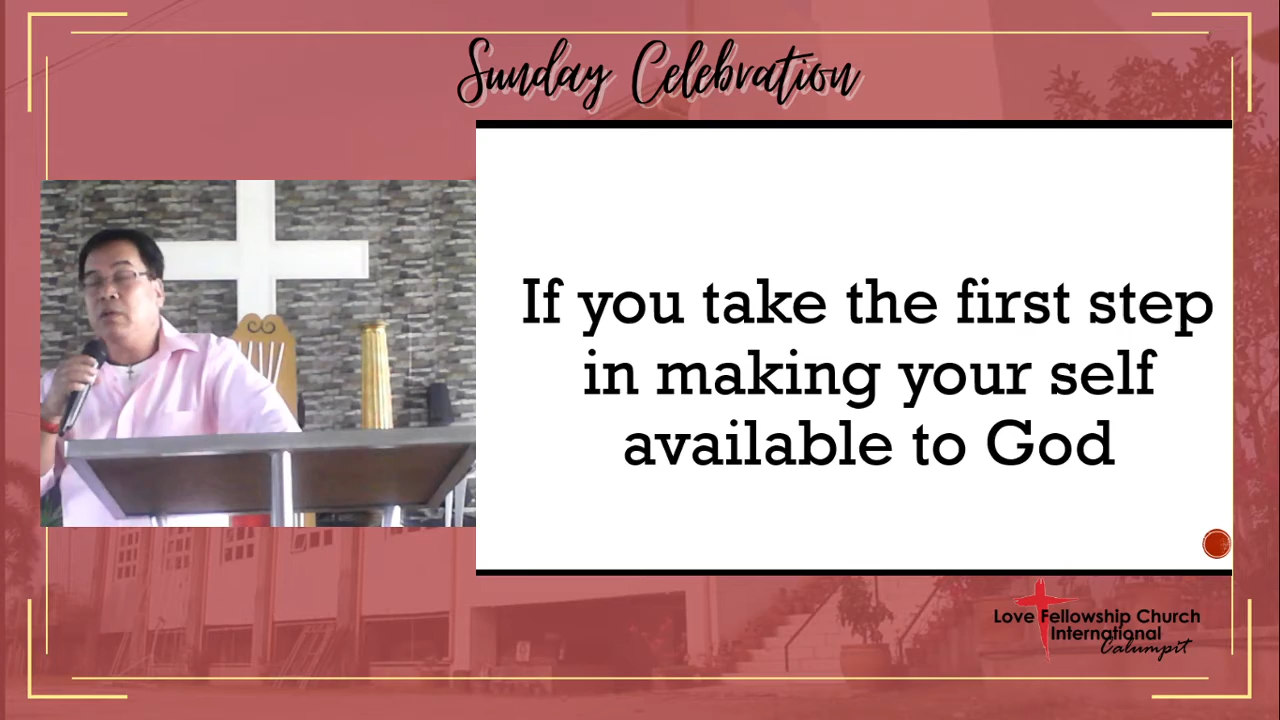 Sunday Celebration
If you take the first step
in making your self
available to God
Love Fellowship Church
International
Calumpit